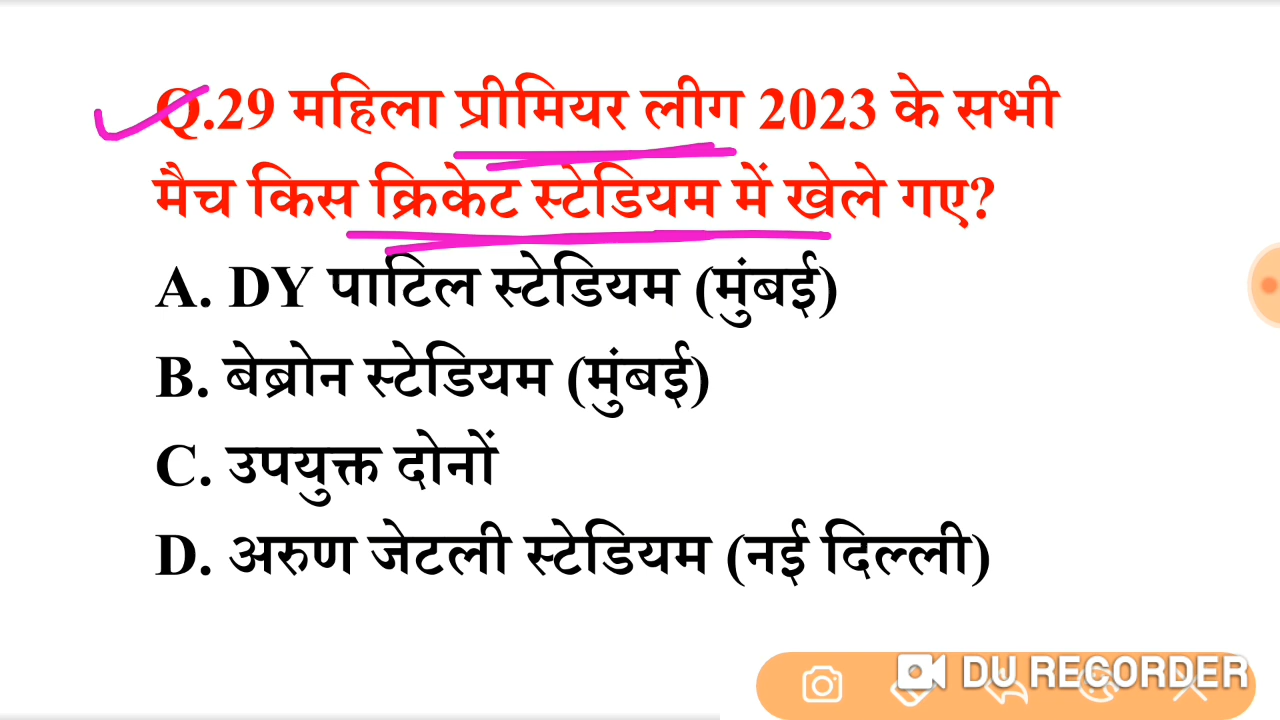 Q.29 महिला प्रीमियर लीग 2023 के सभी
मैच किस क्रिकेट स्टेडियम में खेले गए?
A. DY पाटिल स्टेडियम (मुंबई)
B. बेब्रोन स्टेडियम (मुंबई)
C. उपयुक्त दोनों
D. अरुण जेटली स्टेडियम (नई दिल्ली)
DU RECORDER